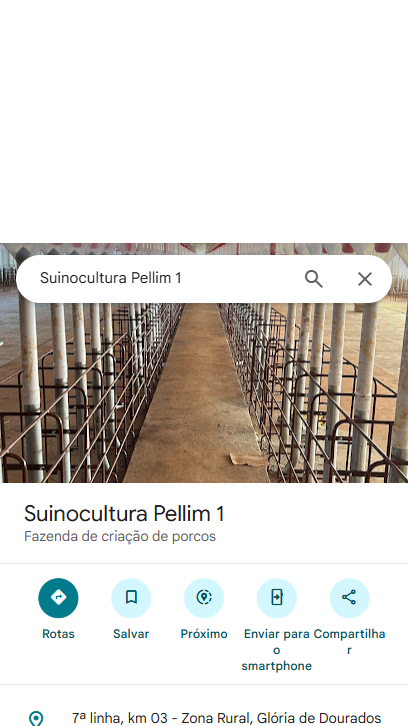 Suinocultura Pellim 1
Suinocultura Pellim 1
Fazenda de criação de porcos
Rotas
Salvar
Próximo
Enviar para o smartphone
Compartilhar
7ª linha, km 03 - Zona Rural, Glória de Dourados